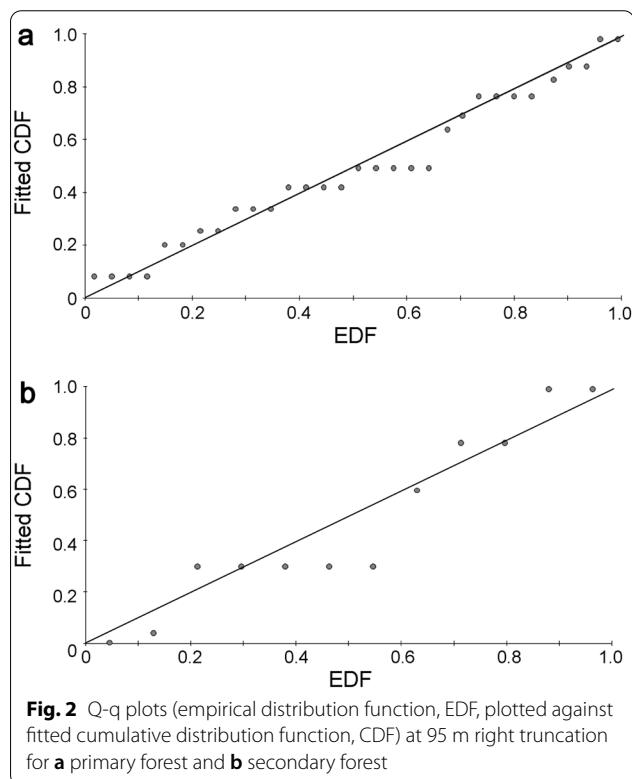 a
1.0
0.8
0.6
0.4
0.2
0
Fitted CDF
0
0.2
0.4
0.6
0.8
1.0
EDF
b
1.0
0.8
0.6
0.4
0.2
0
Fitted CDF
0
0.2
0.4
0.6
0.8
1.0
EDF
Fig. 2 Q-q plots (empirical distribution function, EDF, plotted against
fitted cumulative distribution function, CDF) at 95 m right truncation
for a primary forest and b secondary forest